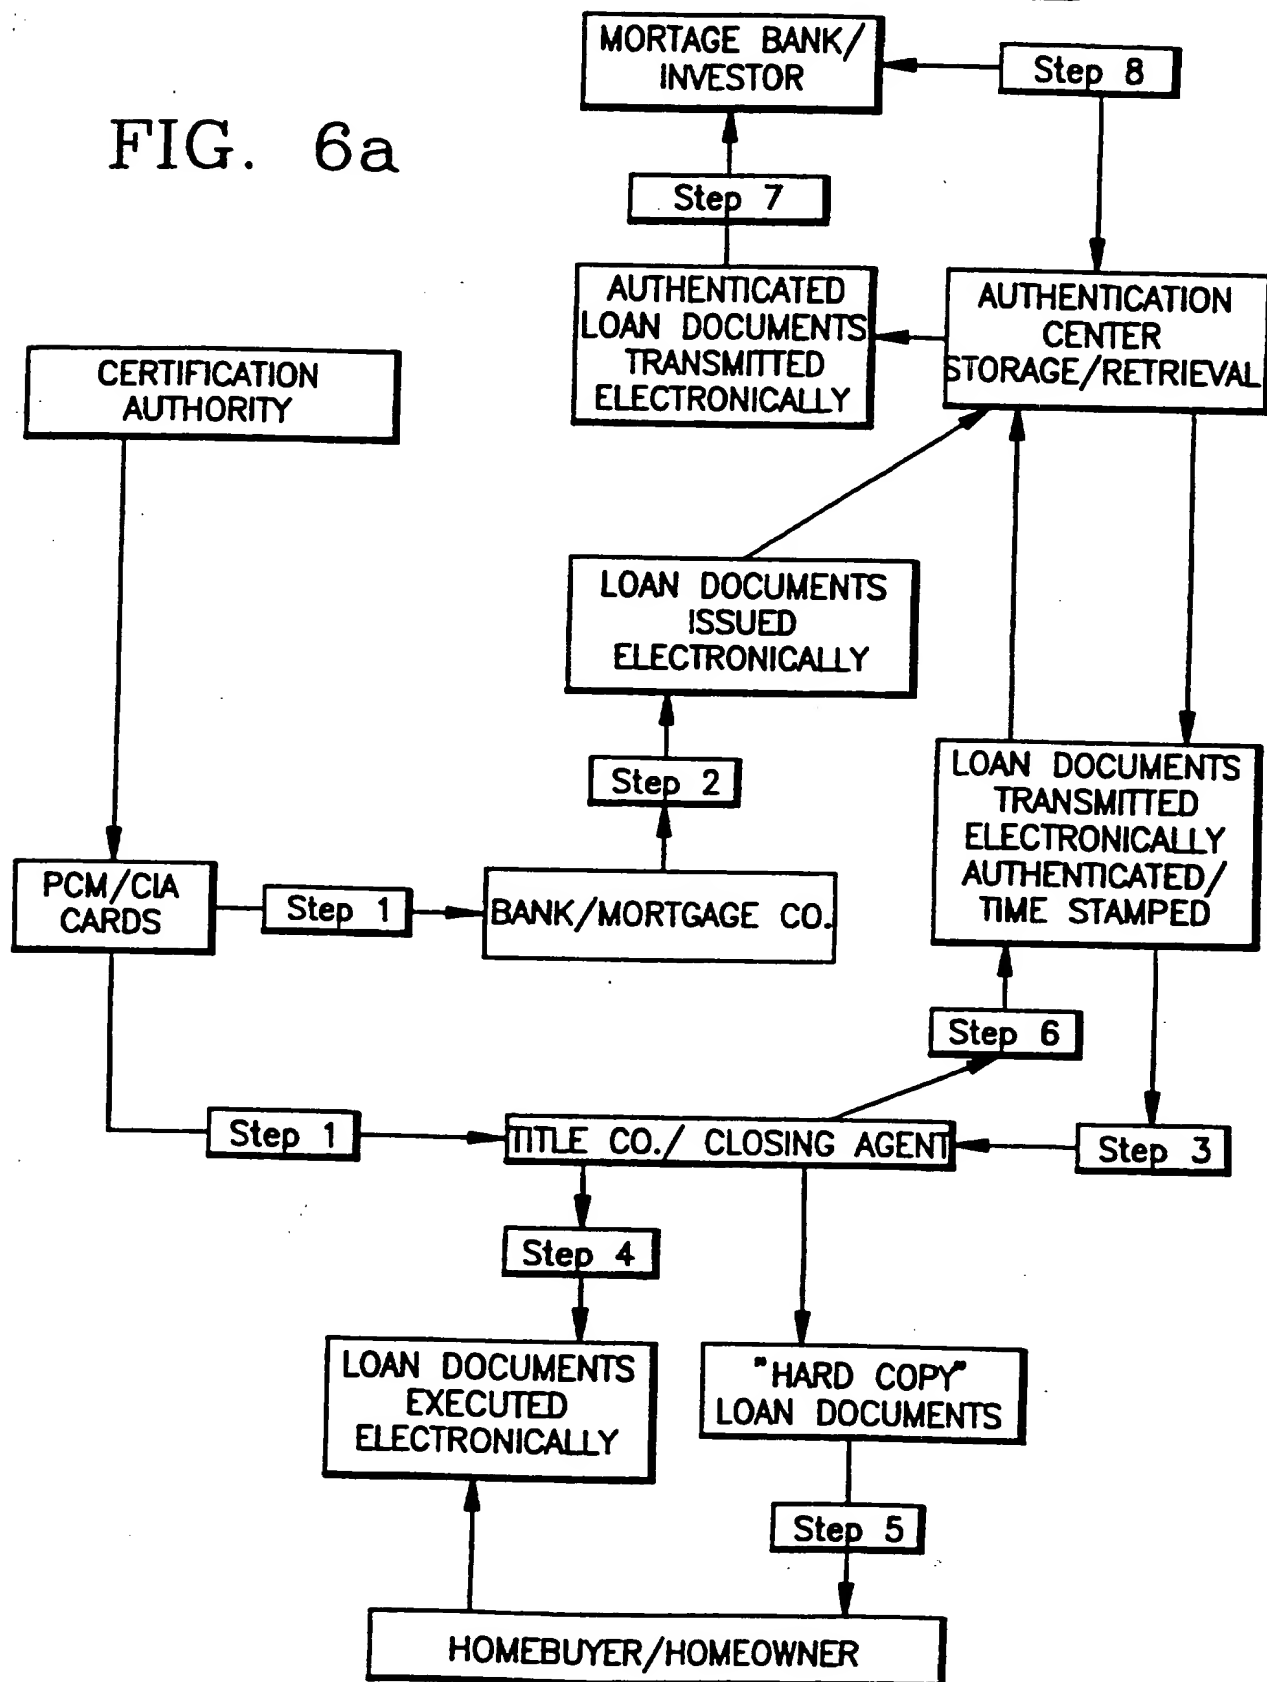 MORTAGE BANK/
INVESTOR
Step 8
FIG. 6a
Step 7
AUTHENTICATED
LOAN DOCUMENTS
TRANSMITTED
ELECTRONICALLY
AUTHENTICATION
CENTER
STORAGE/RETRIEVAL
CERTIFICATION
AUTHORITY
LOAN DOCUMENTS
ISSUED
ELECTRONICALLY
Step 2
LOAN DOCUMENTS
TRANSMITTED
ELECTRONICALLY
AUTHENTICATED/
TIME STAMPED
PCM/CIA
CARDS
Step 1
BANK/MORTGAGE CO.
Step 6
Step 1
TITLE CO./ CLOSING AGENT
Step 3
Step 4
LOAN DOCUMENTS
EXECUTED
ELECTRONICALLY
"HARD COPY"
LOAN DOCUMENTS
Step 5
HOMEBUYER/HOMEOWNER